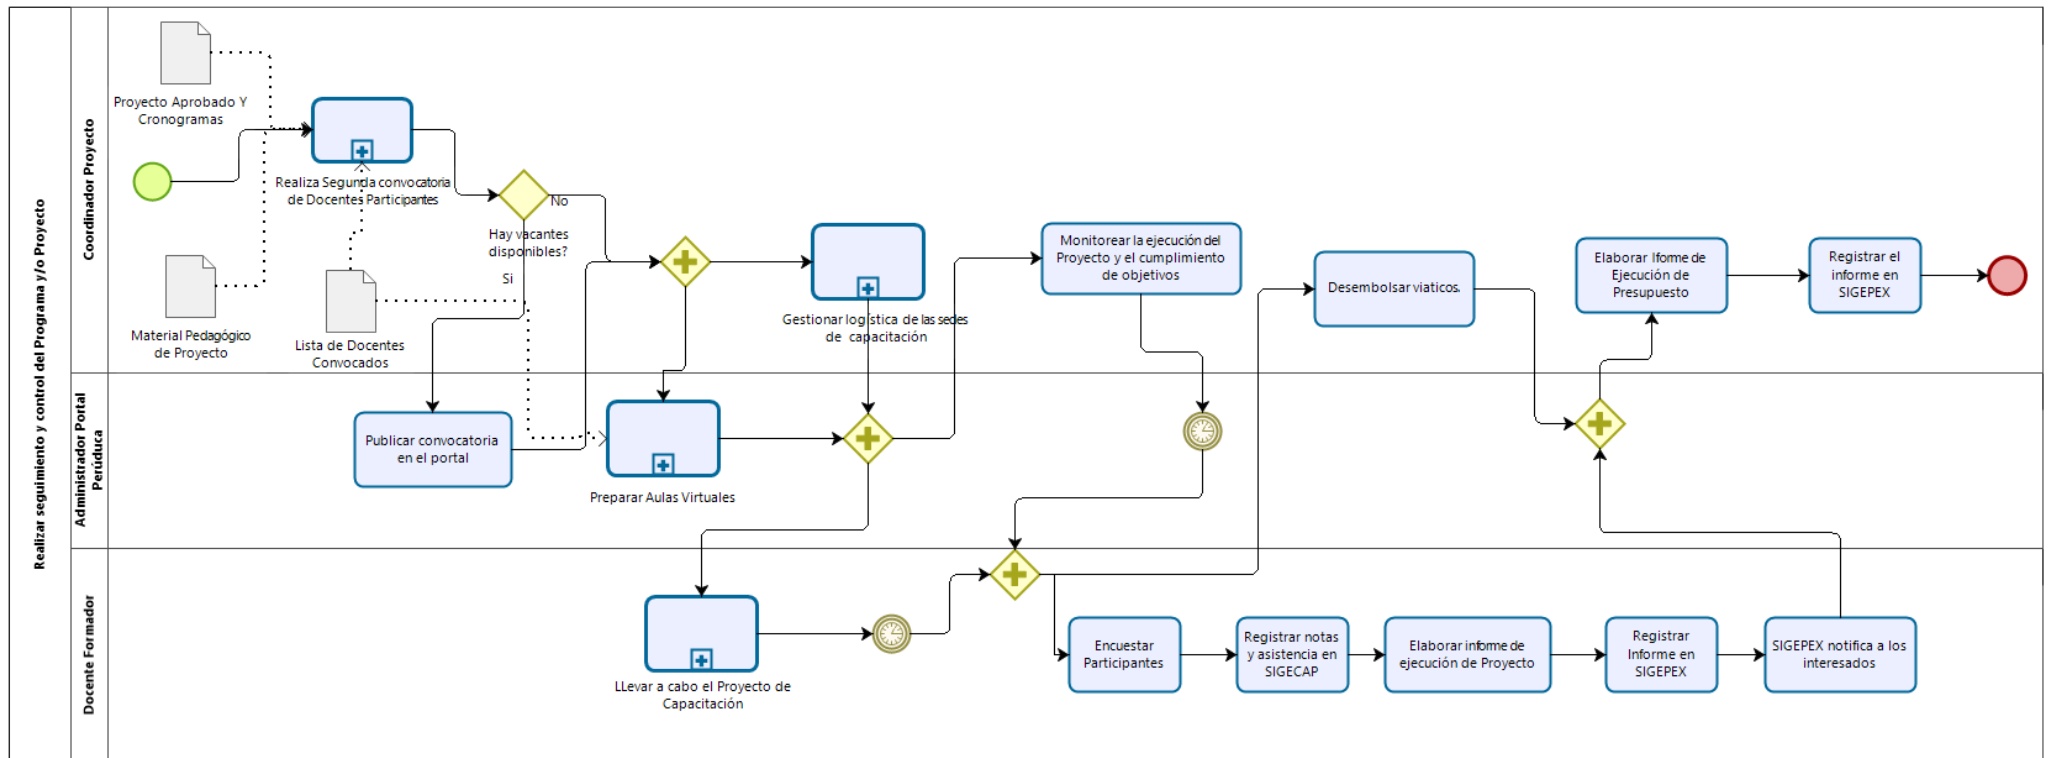 Realizar seguimiento y control del Programa y/o Proyecto
Coordinador Proyecto
Proyecto Aprobado Y
Cronogramas
Realiza Segunda convocatoria
de Docentes Participantes
No
Hay vacantes
disponibles?
Si
Material Pedagógico
de Proyecto
Lista de Docentes
Convocados
Gestionar logística de las sedes
de capacitación
Monitorear la ejecución del
Proyecto y el cumplimiento
de objetivos
Desembolsar viaticos.
Elaborar Ifome de
Ejecución de
Presupuesto
Registrar el
informe en
SIGEPEX
Administrador Portal
Perúduca
Publicar convocatoria
en el portal
Preparar Aulas Virtuales
Docente Formador
LLevar a cabo el Proyecto de
Capacitación
Encuestar
Participantes
Registrar notas
y asistencia en
SIGECAP
Elaborar informe de
ejecución de Proyecto
Registrar
Informe en
SIGEPEX
SIGEPEX notifica a los
interesados